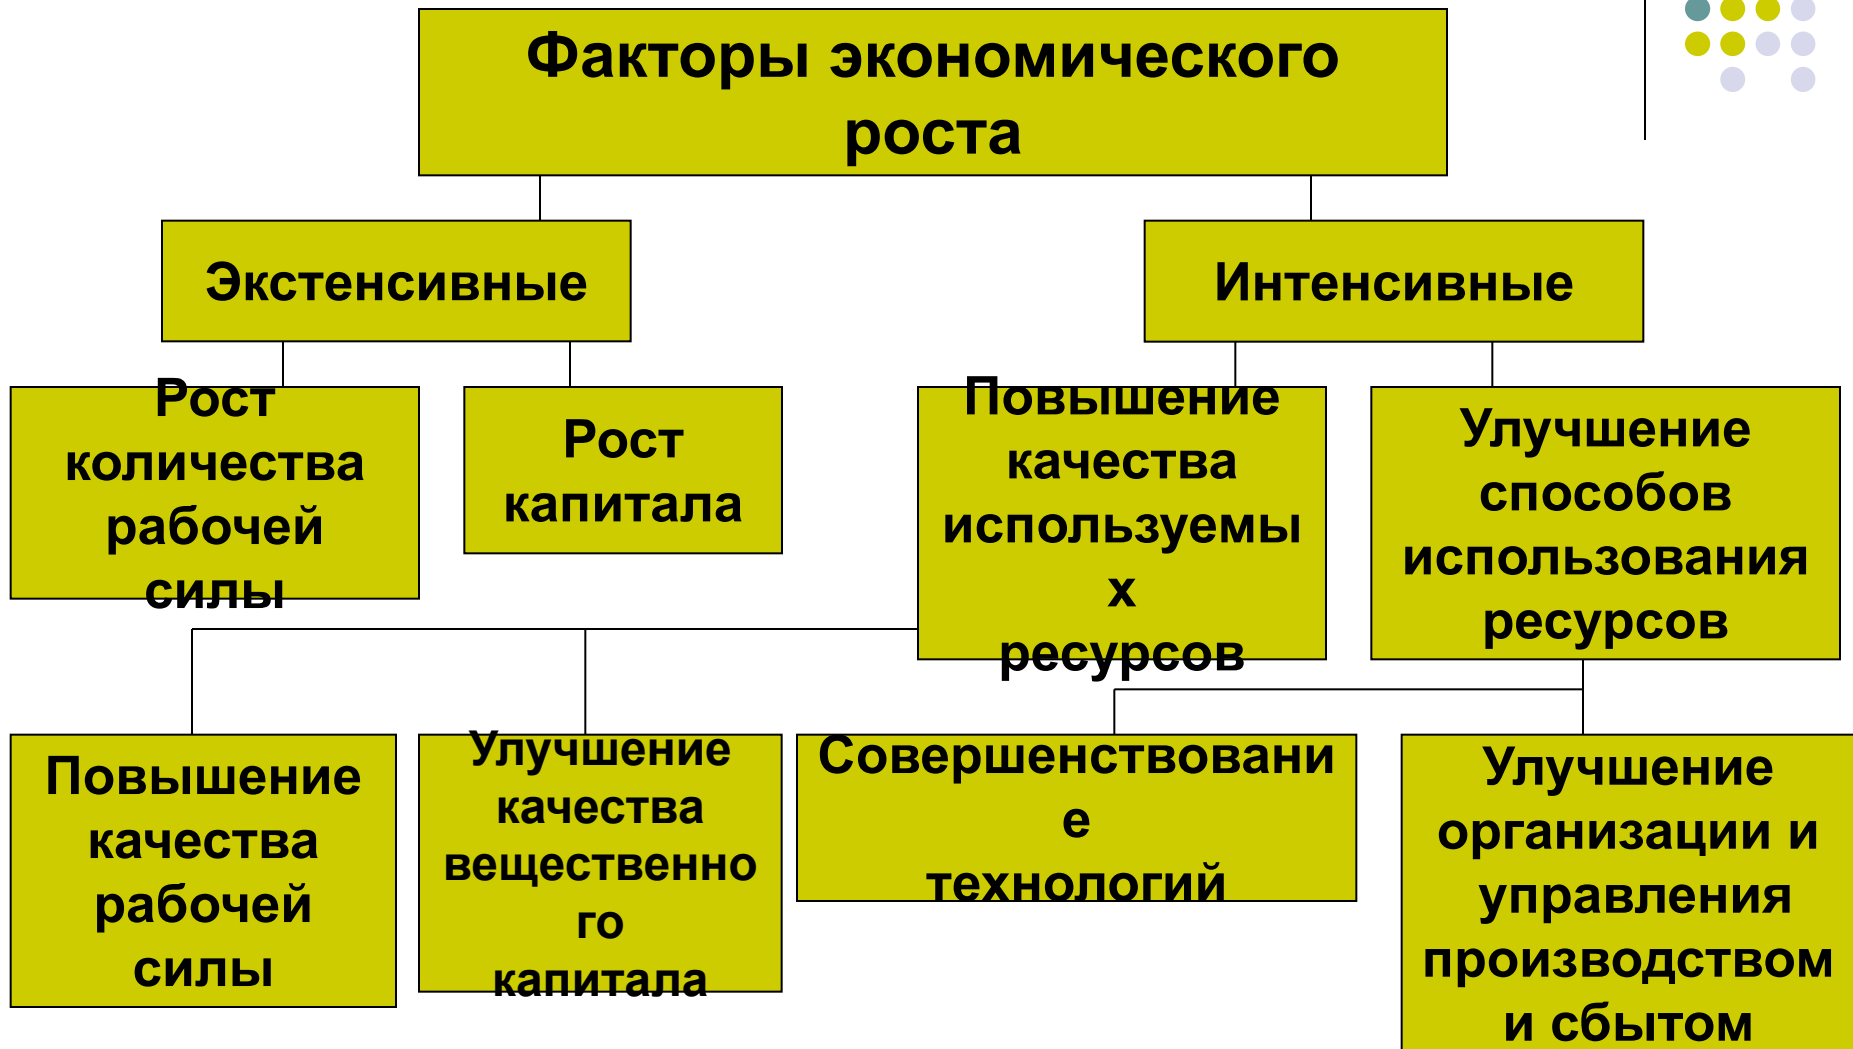 Факторы экономического
роста
Экстенсивные
Интенсивные
Рост
количества
рабочей
силы
Рост
капитала
Повышение
качества
используемы
х
ресурсов
Улучшение
способов
использования
ресурсов
Повышение
качества
рабочей
силы
Улучшение
качества
вещественно
го
капитала
Совершенствовани
е
технологий
Улучшение
организации и
управления
производством
и сбытом